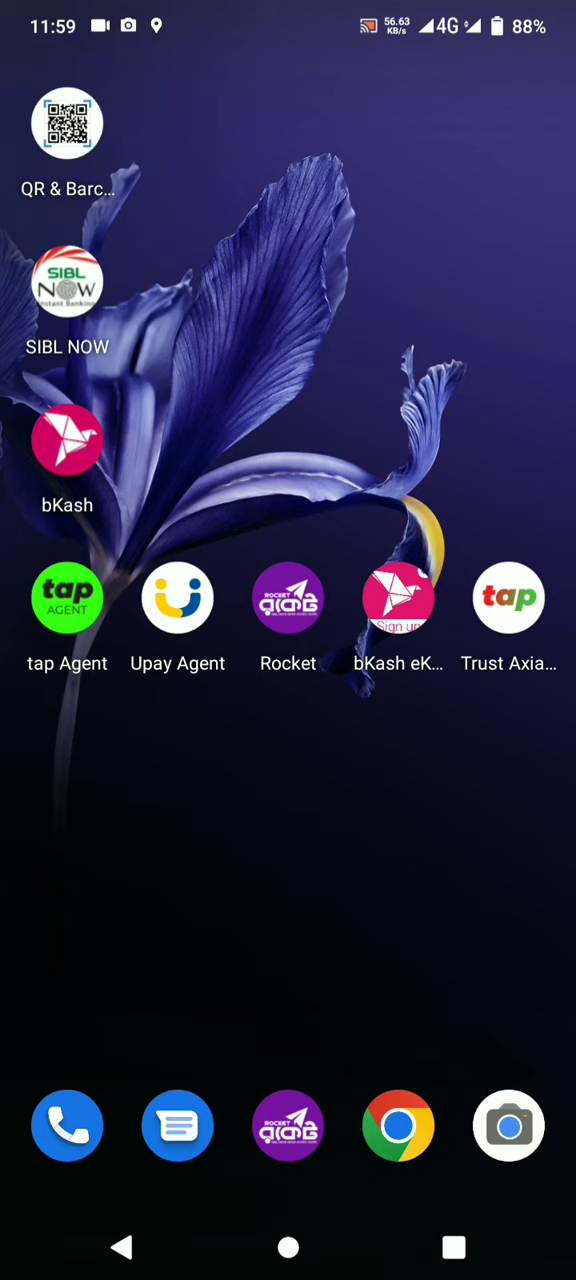 11:59
56.63
KB/s
4G
88%
QR & Barc...
SIBL
NOW
Instant Banking
SIBL NOW
bKash
tap
AGENT
ROCKET
রকেট
Sign up
tap
tap Agent
Upay Agent
Rocket
bKash eK...
Trust Axia...
ROCKET
রকেট